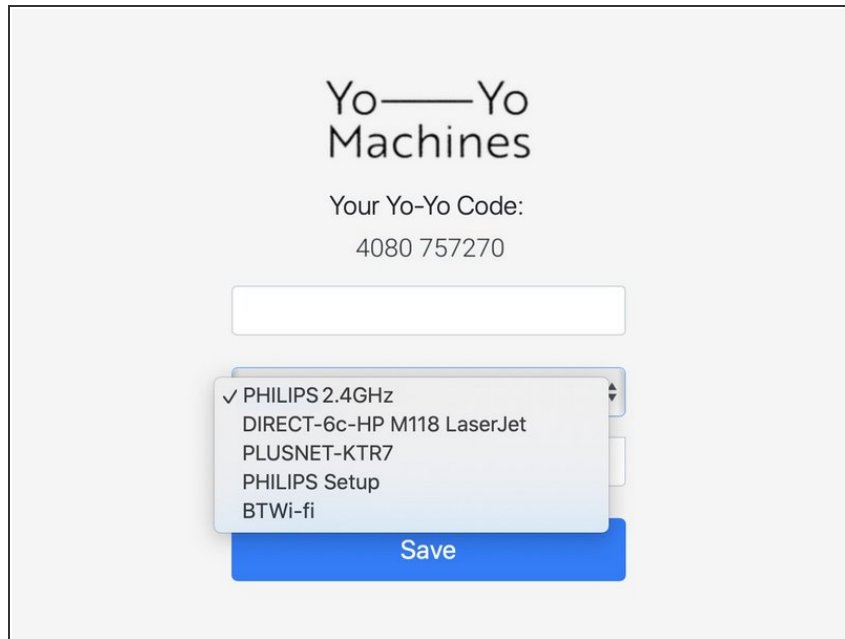 Yo—Yo
Machines
Your Yo-Yo Code:
4080 757270
✓ PHILIPS 2.4GHz
DIRECT-6c-HP M118 LaserJet
PLUSNET-KTR7
PHILIPS Setup
BTWi-fi
Save